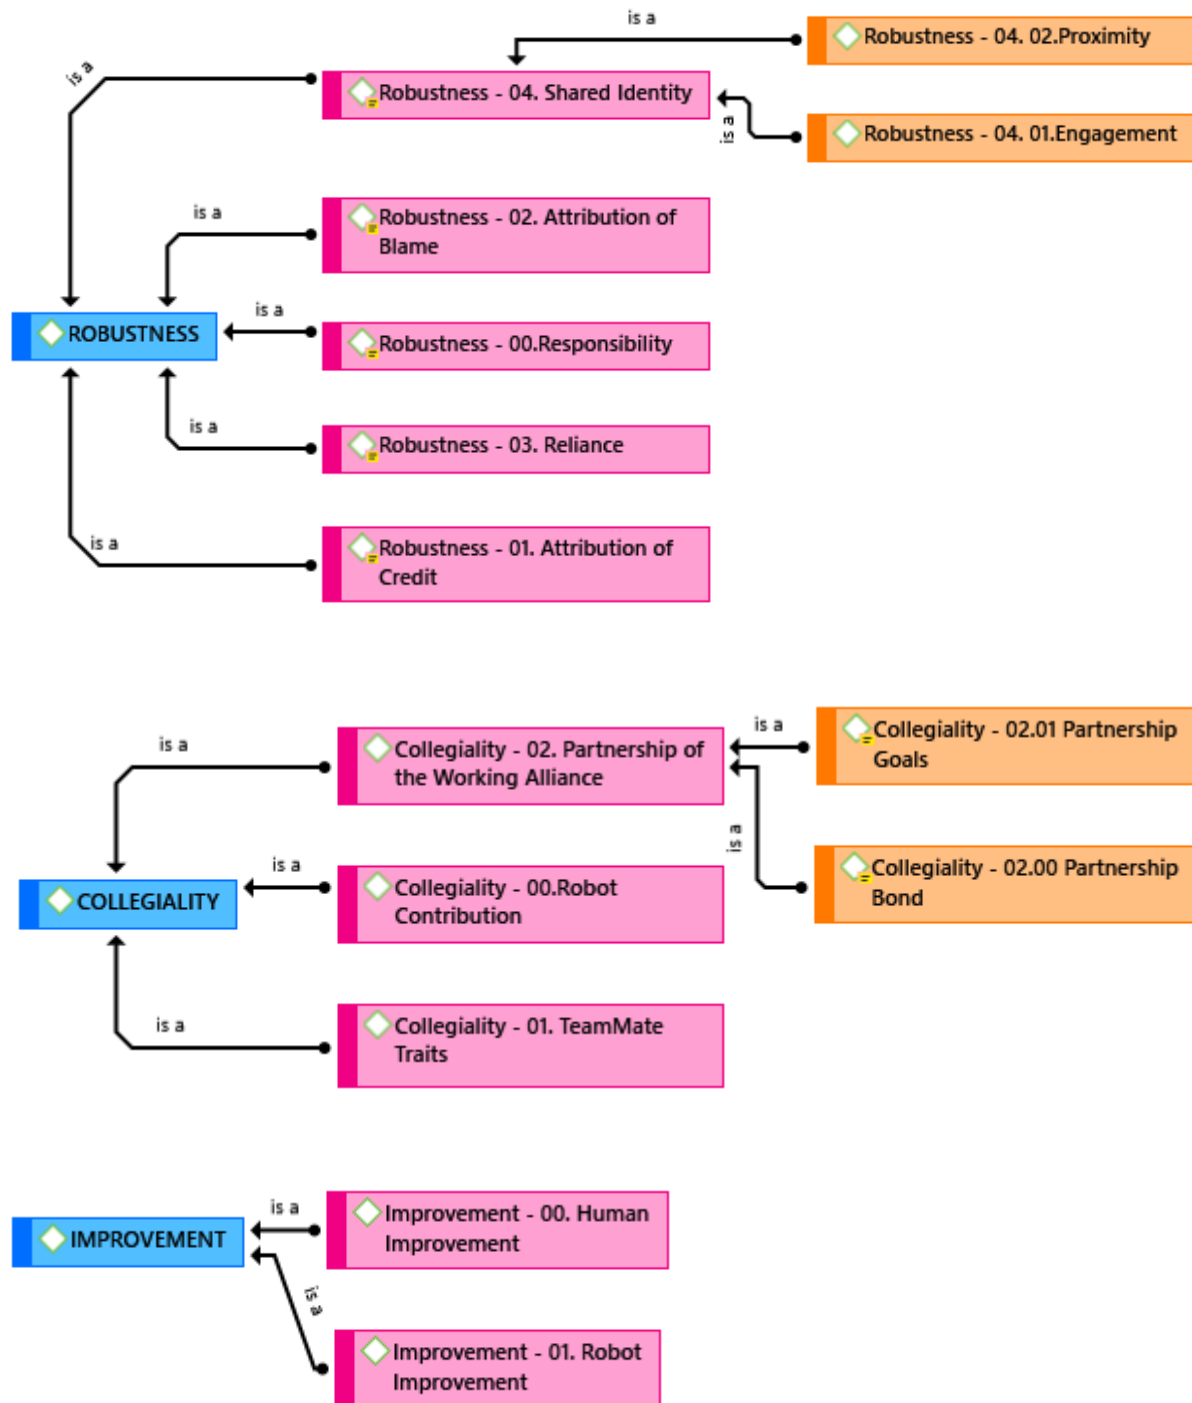 is a
Robustness - 04. 02.Proximity
is a
Robustness - 04. Shared Identity
is a
Robustness - 04. 01.Engagement
is a
Robustness - 02. Attribution of
Blame
is a
ROBUSTNESS
Robustness - 00.Responsibility
is a
Robustness - 03. Reliance
is a
Robustness - 01. Attribution of
Credit
is a
Collegiality - 02. Partnership of
the Working Alliance
is a
Collegiality - 02.01 Partnership
Goals
is a
is a
COLLEGIALITY
Collegiality - 00.Robot
Contribution
Collegiality - 02.00 Partnership
Bond
is a
Collegiality - 01. TeamMate
Traits
is a
IMPROVEMENT
Improvement - 00. Human
Improvement
is a
Improvement - 01. Robot
Improvement